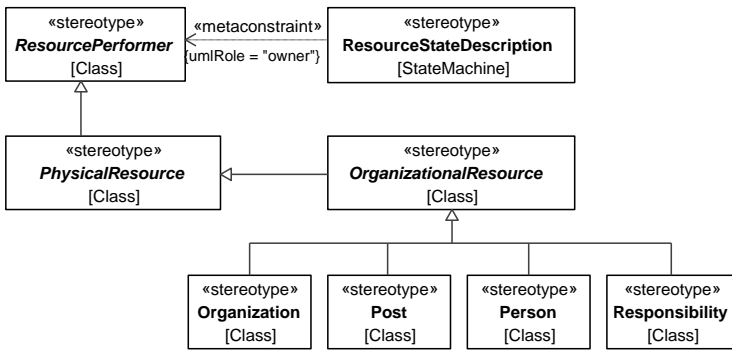 «stereotype»
ResourcePerformer
[Class]
«metaconstraint»
{umlRole = "owner"}
«stereotype»
ResourceStateDescription
[StateMachine]
«stereotype»
PhysicalResource
[Class]
«stereotype»
OrganizationalResource
[Class]
«stereotype»
Organization
[Class]
«stereotype»
Post
[Class]
«stereotype»
Person
[Class]
«stereotype»
Responsibility
[Class]